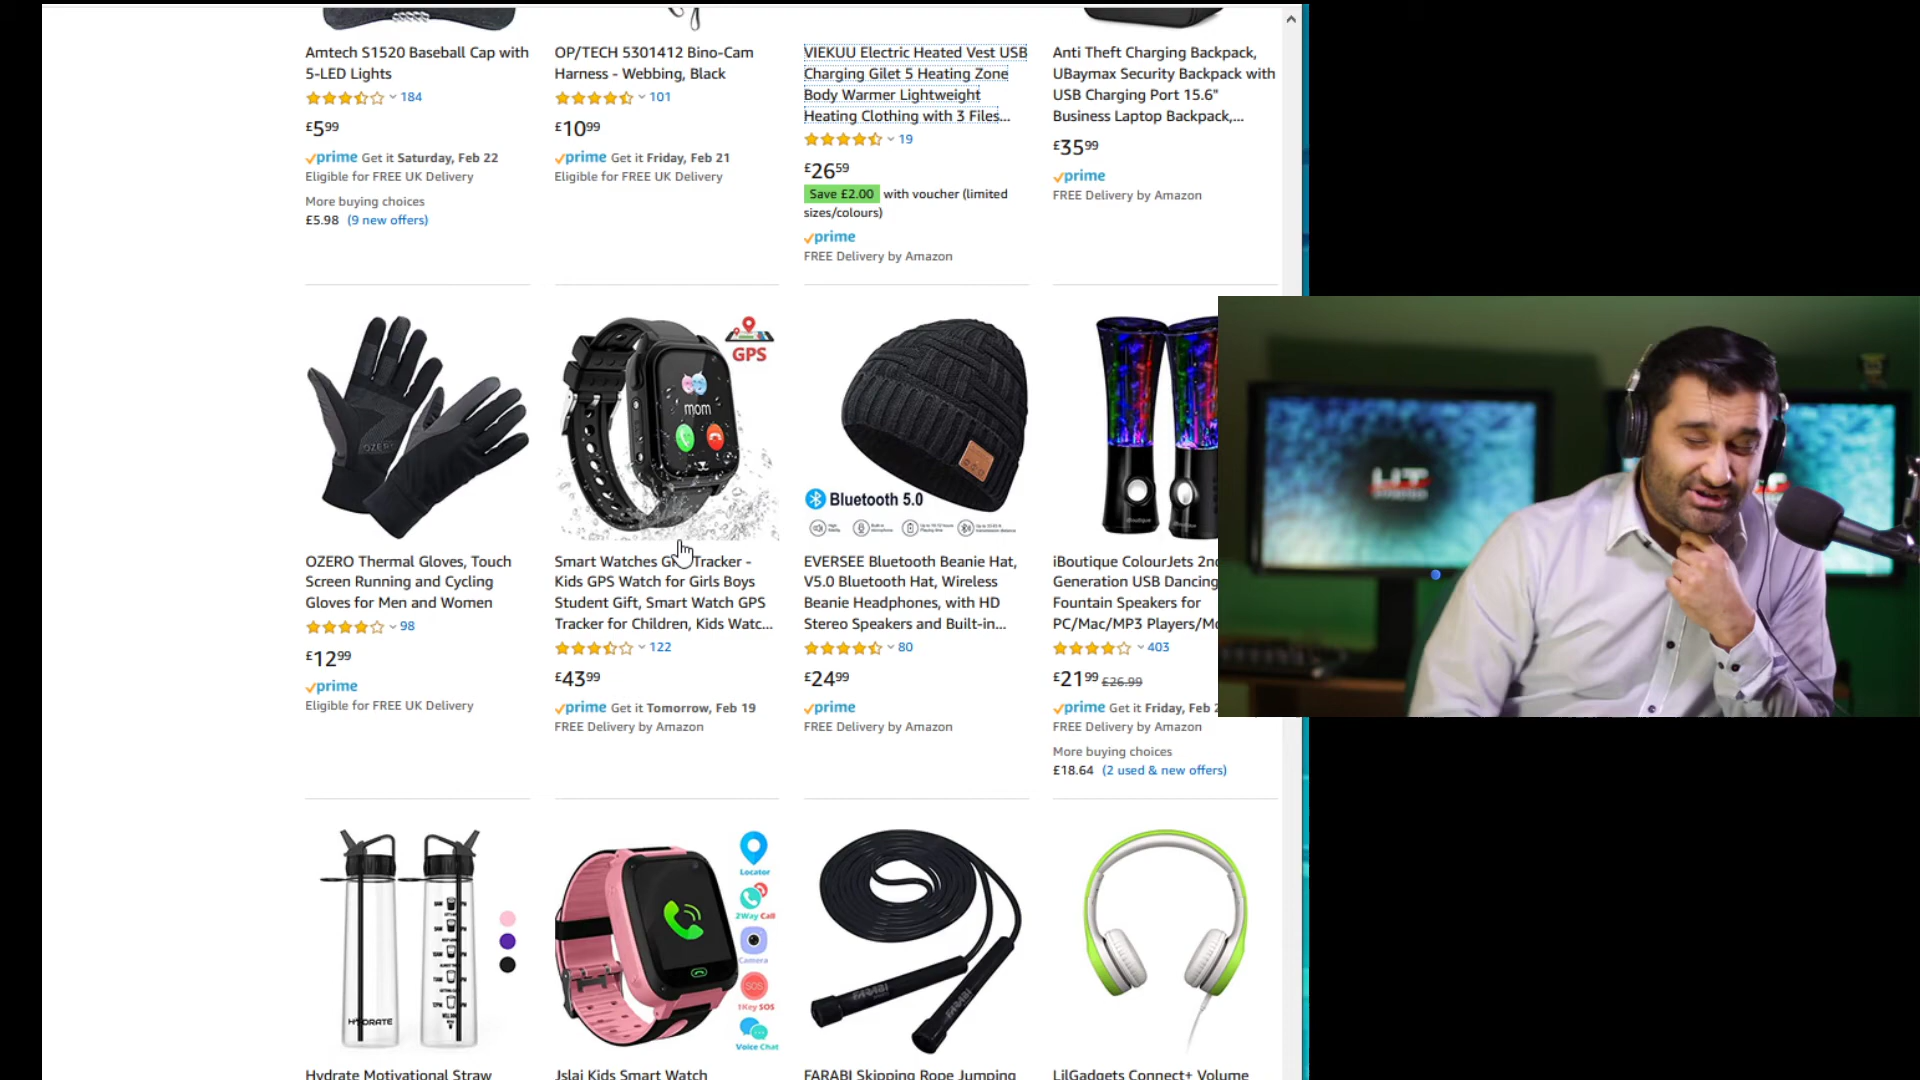 Amtech S1520 Baseball Cap with
5-LED Lights
184
£5.99
prime Get it Saturday, Feb 22
Eligible for FREE UK Delivery
More buying choices
£5.98 (9 new offers)
OP/TECH 5301412 Bino-Cam
Harness - Webbing, Black
101
£10.99
prime Get it Friday, Feb 21
Eligible for FREE UK Delivery
VIEKUU Electric Heated Vest USB
Charging Gilet 5 Heating Zone
Body Warmer Lightweight
Heating Clothing with 3 Files...
19
£26.59
Save £2.00 with voucher (limited
sizes/colours)
prime
FREE Delivery by Amazon
Anti Theft Charging Backpack,
UBaymax Security Backpack with
USB Charging Port 15.6"
Business Laptop Backpack,...
£35.99
prime
FREE Delivery by Amazon
OZERO
OZERO Thermal Gloves, Touch
Screen Running and Cycling
Gloves for Men and Women
98
£12.99
prime
Eligible for FREE UK Delivery
GPS
mom
Smart Watches Tracker -
Kids GPS Watch for Girls Boys
Student Gift, Smart Watch GPS
Tracker for Children, Kids Watc...
122
£43.99
prime Get it Tomorrow, Feb 19
FREE Delivery by Amazon
Bluetooth 5.0
EVERSEE Bluetooth Beanie Hat,
V5.0 Bluetooth Hat, Wireless
Beanie Headphones, with HD
Stereo Speakers and Built-in...
80
£24.99
prime
FREE Delivery by Amazon
iBoutique ColourJets
Generation USB Dancing
Fountain Speakers for
PC/Mac/MP3 Players/Mo
403
£21.99 £26.99
prime Get it Friday, Feb
FREE Delivery by Amazon
More buying choices
£18.64 (2 used & new offers)
HYDRATE
Hydrate Motivational Straw
Locator
2Way Call
Camera
SOS
1Key SOS
Voice Chat
Jslai Kids Smart Watch
FARABI
FARABI
FARABI Skipping Rope Jumping
LilGadgets Connect+ Volume